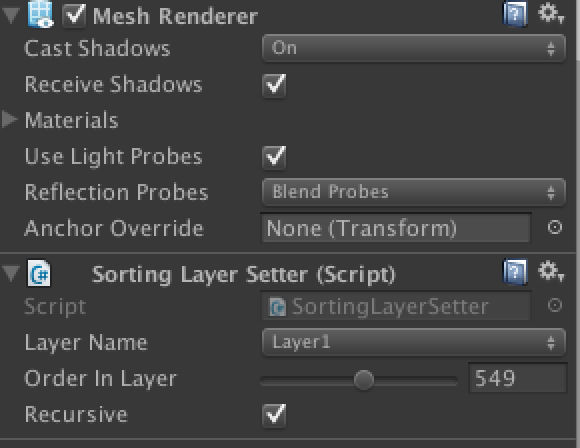 Mesh Renderer
Cast Shadows On
Receive Shadows
Materials
Use Light Probes
Reflection Probes Blend Probes
Anchor Override None (Transform)
C# Sorting Layer Setter (Script)
Script C# SortingLayerSetter
Layer Name Layer1
Order In Layer 549
Recursive